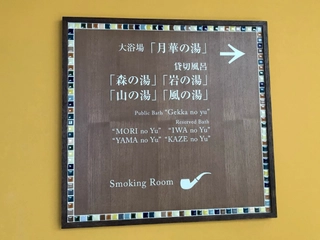 大浴場「月華の湯」
貸切風呂
「森の湯」「岩の湯」
「山の湯」「風の湯」
Public Bath "Gekka no yu"
Reserved Bath
"MORI no Yu" "IWA no Yu"
"YAMA no Yu" "KAZE no Yu"
Smoking Room